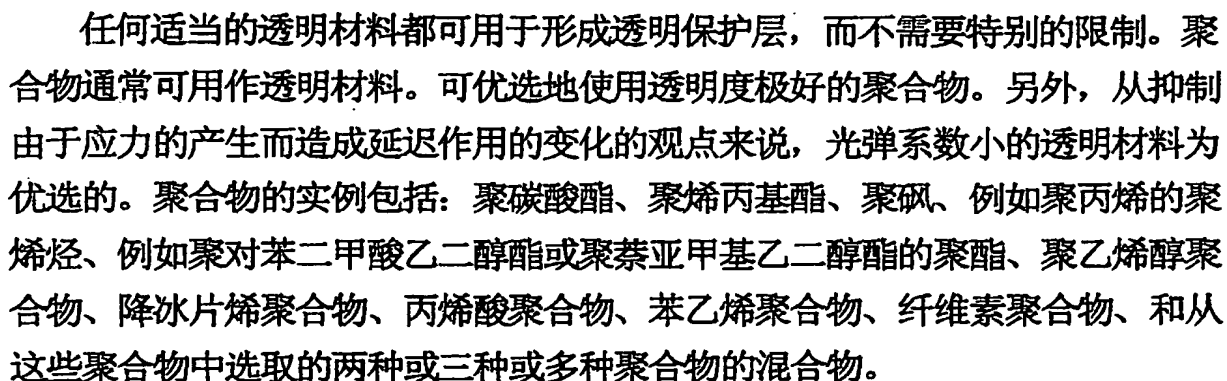 任何适当的透明材料都可用于形成透明保护层，而不需要特别的限制。聚
合物通常可用作透明材料。可优选地使用透明度极好的聚合物。另外，从抑制
由于应力的产生而造成延迟作用的变化的观点来说，光弹系数小的透明材料为
优选的。聚合物的实例包括：聚碳酸酯、聚烯丙基酯、聚砜、例如聚丙烯的聚
烯烃、例如聚对苯二甲酸乙二醇酯或聚萘亚甲基乙二醇酯的聚酯、聚乙烯醇聚
合物、降冰片烯聚合物、丙烯酸聚合物、苯乙烯聚合物、纤维素聚合物、和从
这些聚合物中选取的两种或三种或多种聚合物的混合物。